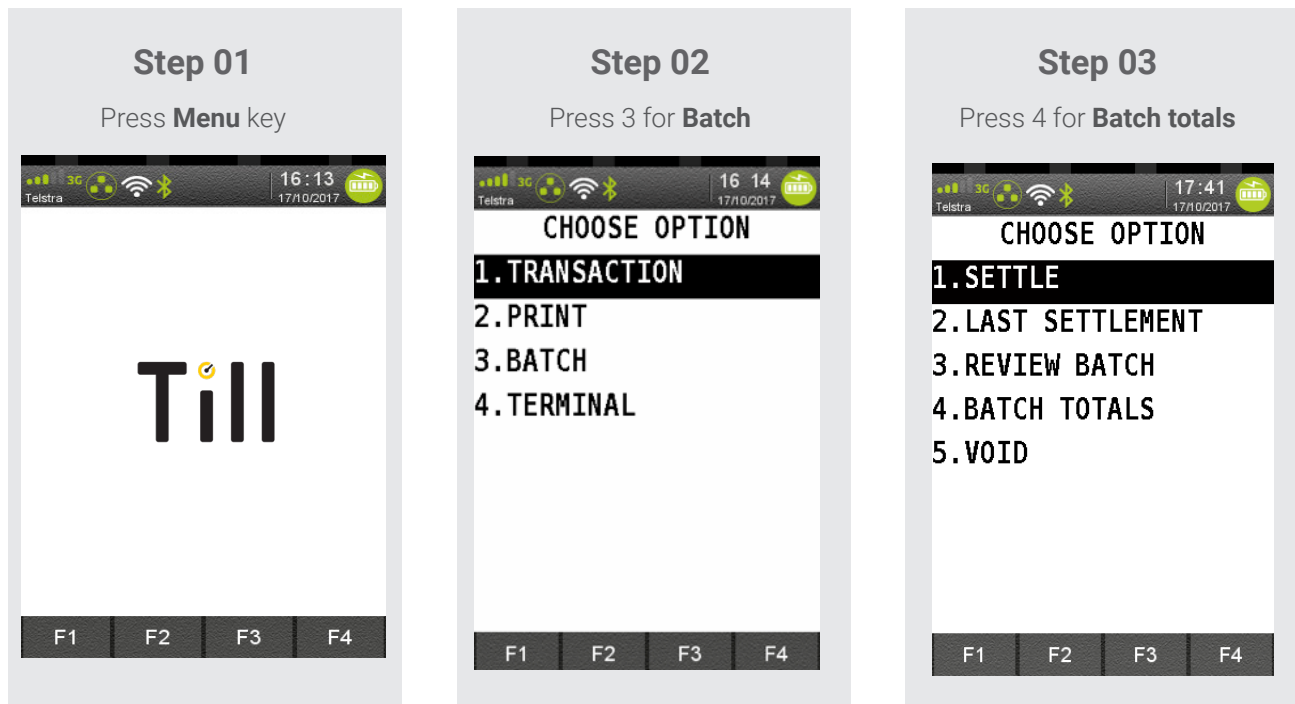 Step 01
Press Menu key
3G
Telstra
16:13
17/10/2017
Till
F1 F2 F3 F4
Step 02
Press 3 for Batch
3G
Telstra
16 14
17/10/2017
CHOOSE OPTION
1.TRANSACTION
2.PRINT
3.BATCH
4.TERMINAL
F1 F2 F3 F4
Step 03
Press 4 for Batch totals
3G
Telstra
17:41
17/10/2017
CHOOSE OPTION
1.SETTLE
2.LAST SETTLEMENT
3.REVIEW BATCH
4.BATCH TOTALS
5.VOID
F1 F2 F3 F4